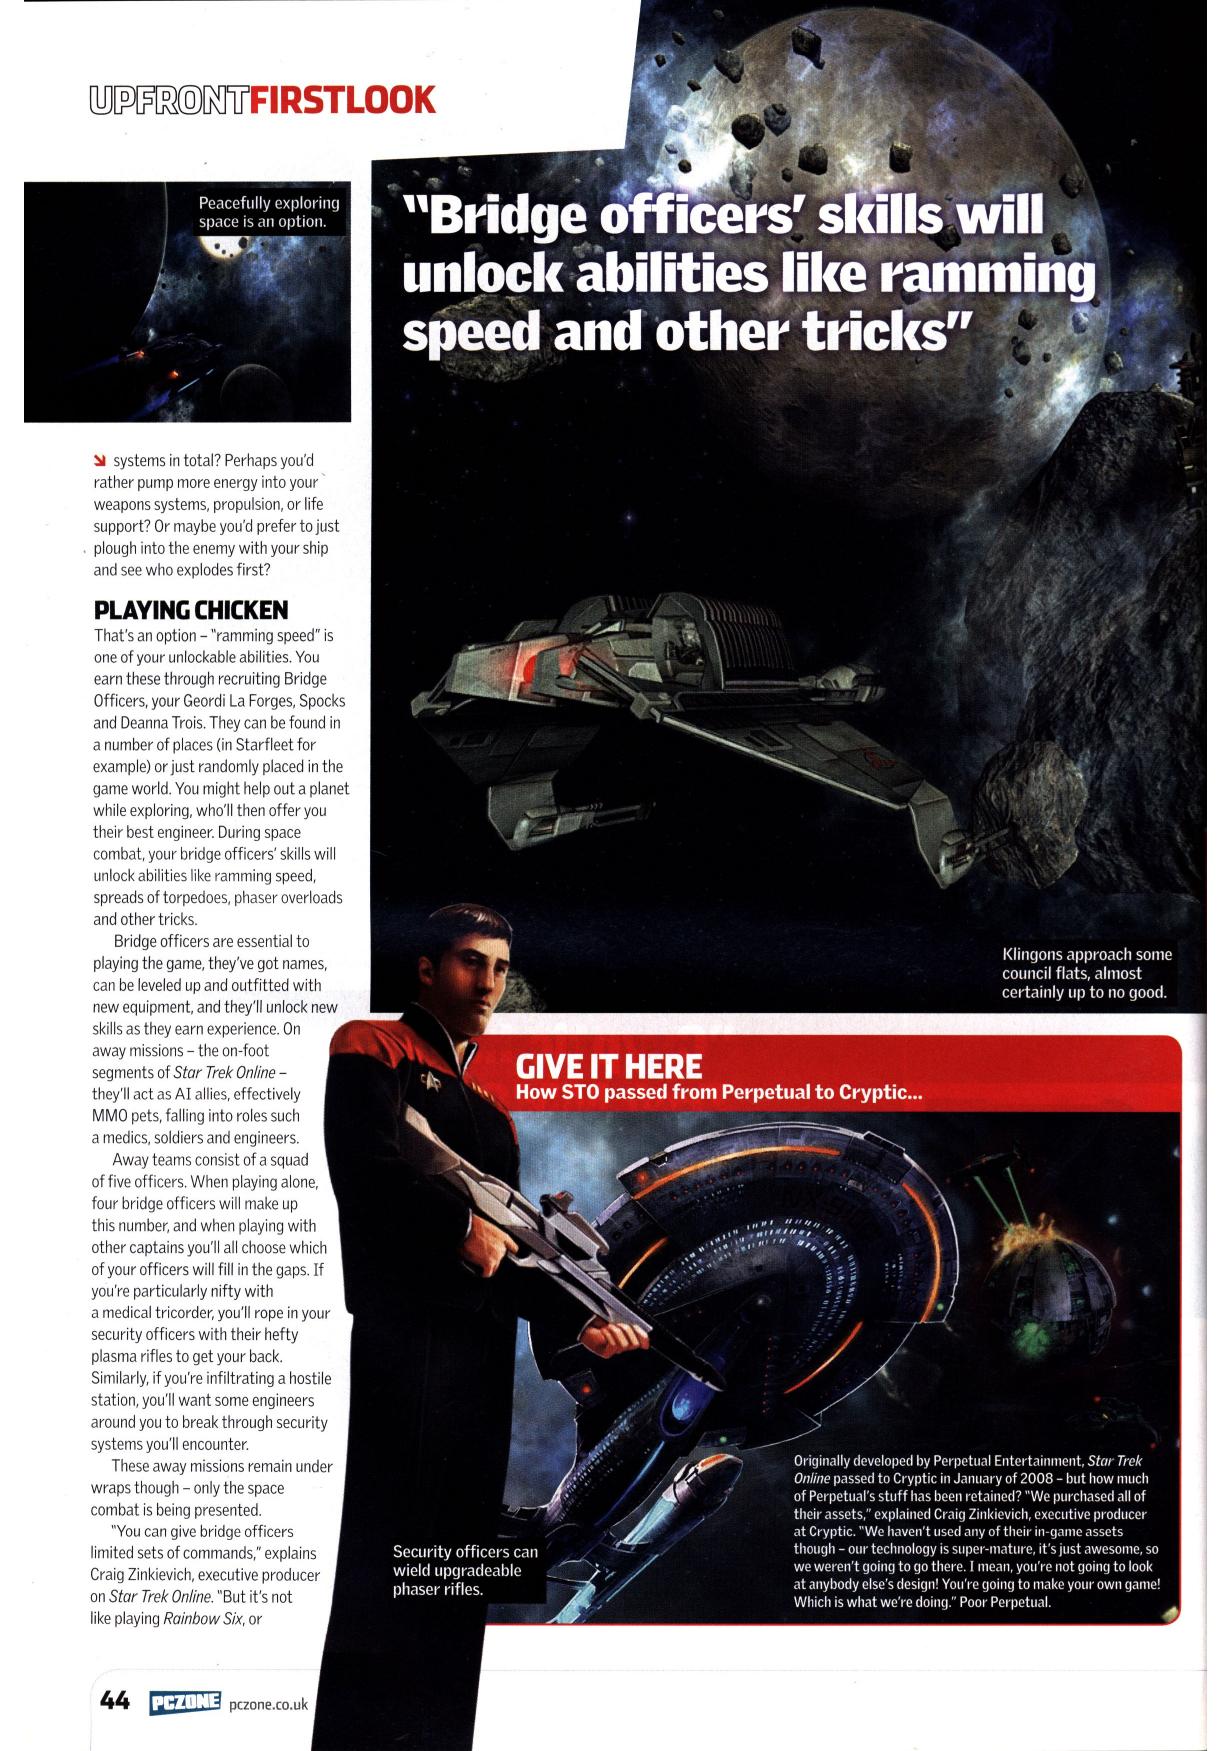 UPFRONTFIRSTLOOK
Peacefully exploring
space is an option.
"Bridge officers' skills will
unlock abilities like ramming
speed and other tricks"
systems in total? Perhaps you'd
rather pump more energy into your
weapons systems, propulsion, or life
support? Or maybe you'd prefer to just
plough into the enemy with your ship
and see who explodes first?
PLAYING CHICKEN
That's an option – "ramming speed" is
one of your unlockable abilities. You
earn these through recruiting Bridge
Officers, your Geordi La Forges, Spocks
and Deanna Trois. They can be found in
a number of places (in Starfleet for
example) or just randomly placed in the
game world. You might help out a planet
while exploring, who'll then offer you
their best engineer. During space
combat, your bridge officers' skills will
unlock abilities like ramming speed,
spreads of torpedoes, phaser overloads
and other tricks.
Bridge officers are essential to
playing the game, they've got names,
can be leveled up and outfitted with
new equipment, and they'll unlock new
skills as they earn experience. On
away missions – the on-foot
segments of Star Trek Online –
they'll act as AI allies, effectively
MMO pets, falling into roles such
a medics, soldiers and engineers.
Away teams consist of a squad
of five officers. When playing alone,
four bridge officers will make up
this number, and when playing with
other captains you'll all choose which
of your officers will fill in the gaps. If
you're particularly nifty with
a medical tricorder, you'll rope in your
security officers with their hefty
plasma rifles to get your back.
Similarly, if you're infiltrating a hostile
station, you'll want some engineers
around you to break through security
systems you'll encounter.
These away missions remain under
wraps though – only the space
combat is being presented.
"You can give bridge officers
limited sets of commands," explains
Craig Zinkievich, executive producer
on Star Trek Online. "But it's not
like playing Rainbow Six, or
Klingons approach some
council flats, almost
certainly up to no good.
GIVE IT HERE
How STO passed from Perpetual to Cryptic...
Originally developed by Perpetual Entertainment, Star Trek
Online passed to Cryptic in January of 2008 – but how much
of Perpetual's stuff has been retained? "We purchased all of
their assets," explained Craig Zinkievich, executive producer
at Cryptic. "We haven't used any of their in-game assets
though – our technology is super-mature, it's just awesome, so
we weren't going to go there. I mean, you're not going to look
at anybody else's design! You're going to make your own game!
Which is what we're doing." Poor Perpetual.
Security officers can
wield upgradeable
phaser rifles.
44 PCZONE pczone.co.uk